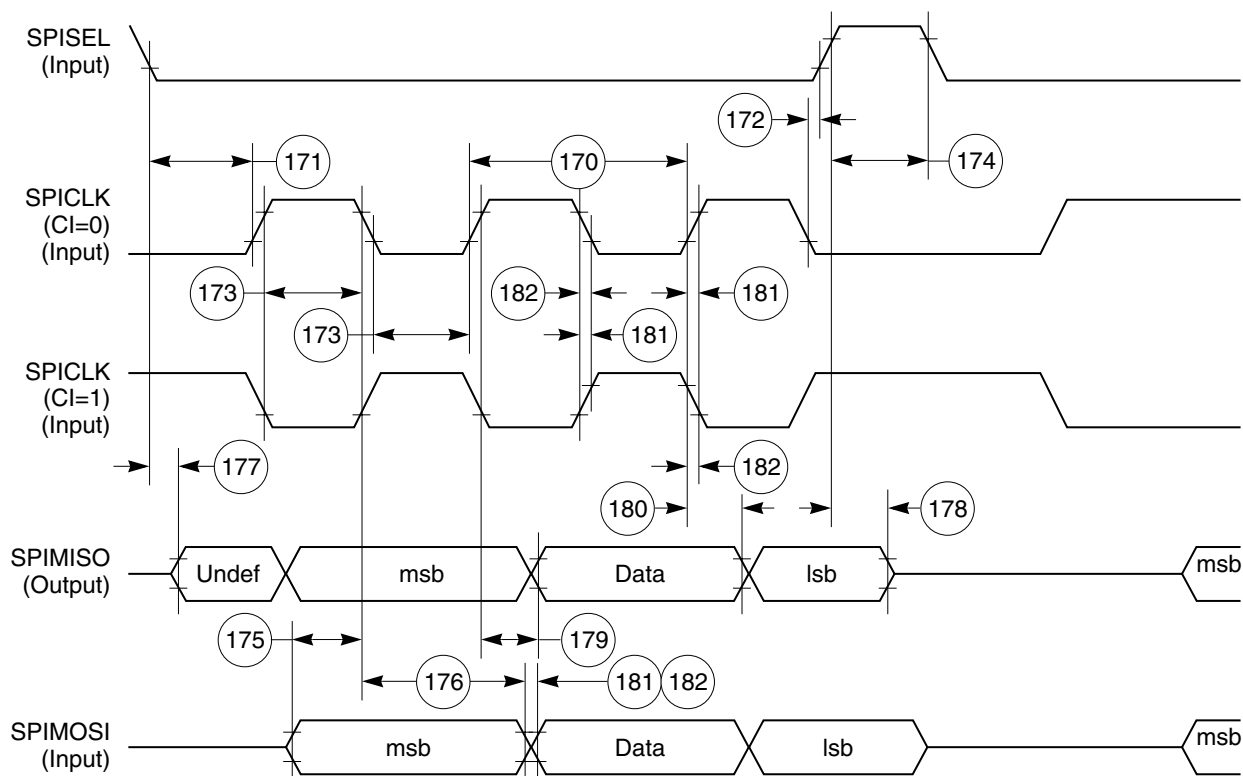 SPISEL
(Input)
172
171
170
174
SPICLK
(CI=0)
(Input)
173
182
181
173
181
SPICLK
(CI=1)
(Input)
177
182
180
178
SPIMISO
(Output)
Undef
msb
Data
lsb
msb
175
179
176
181
182
SPIMOSI
(Input)
msb
Data
lsb
msb